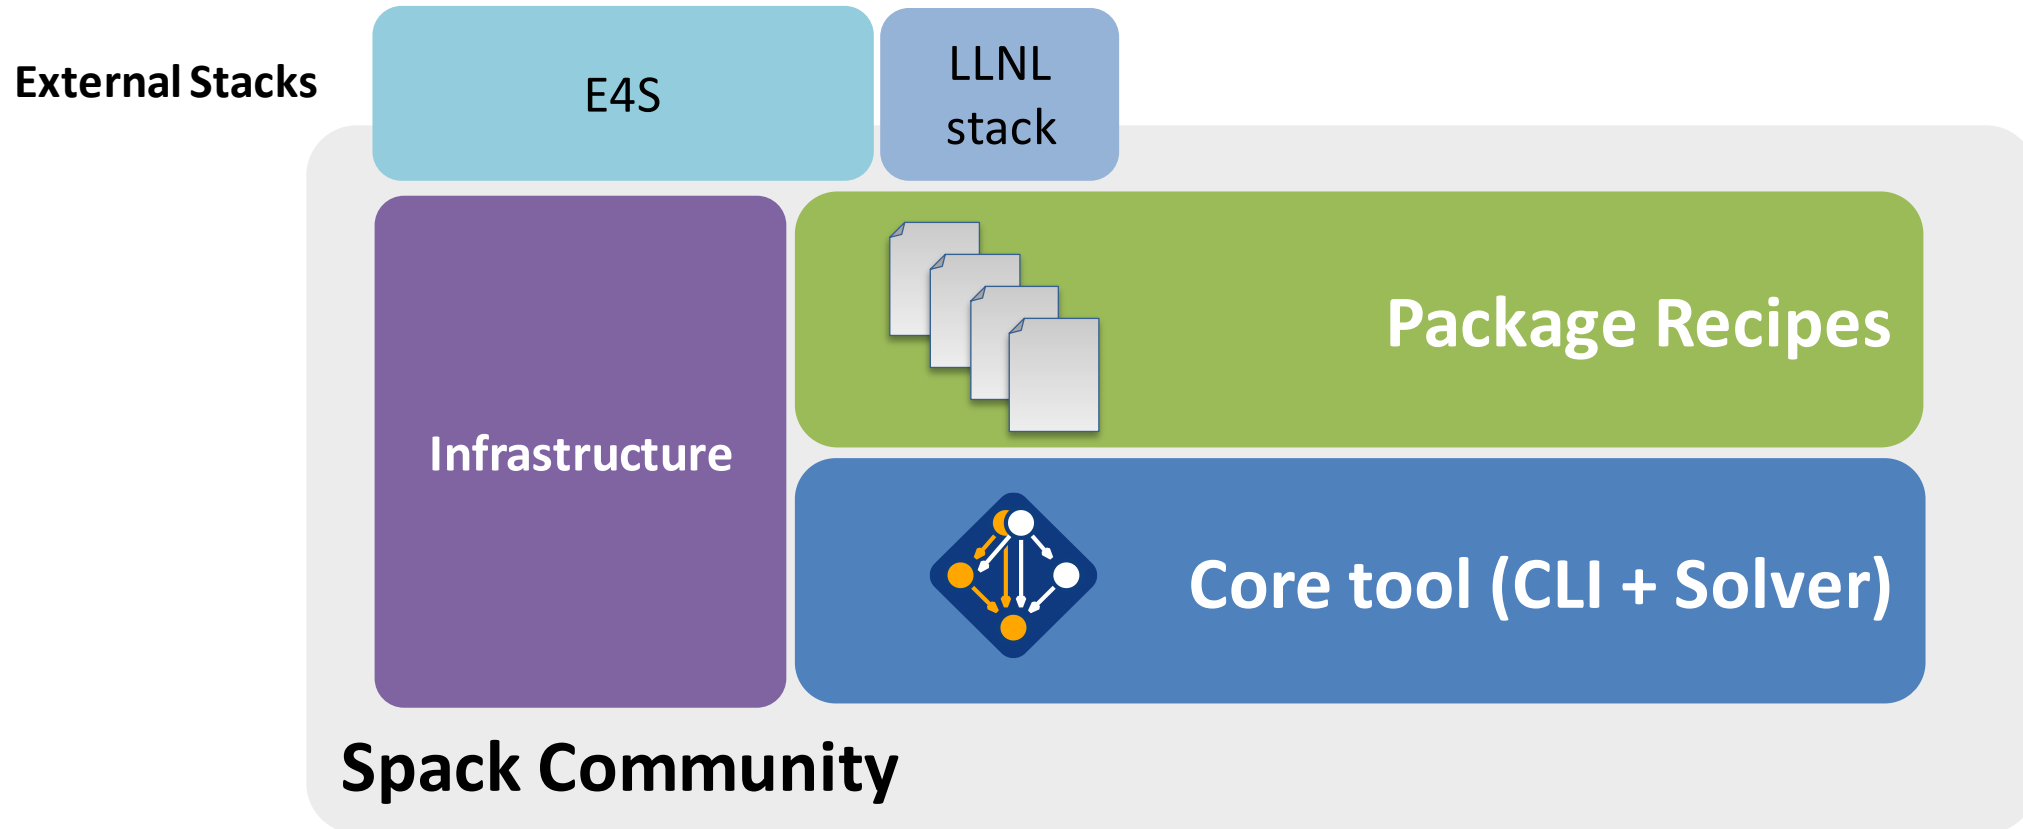 External Stacks
E4S
LLNL
stack
Infrastructure
Package Recipes
Core tool (CLI + Solver)
Spack Community